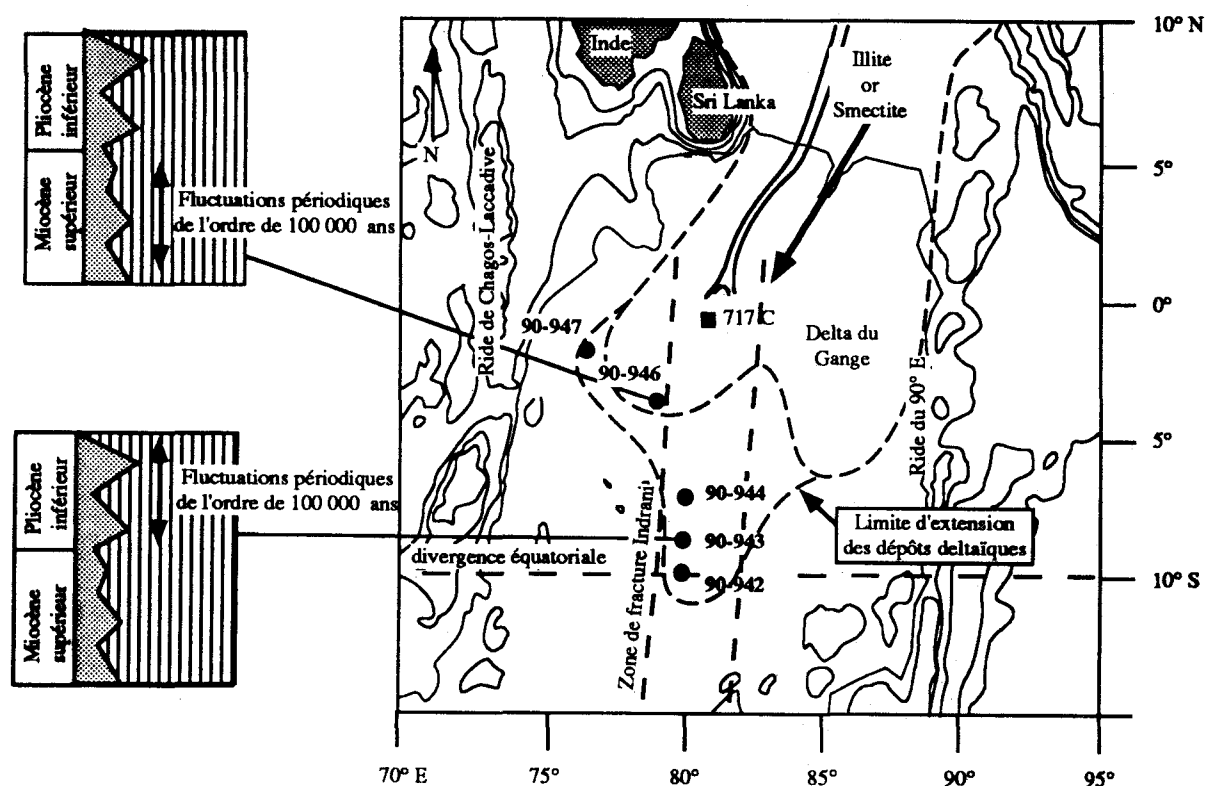 Pliocène
inférieur
Miocène
supérieur
Fluctuations périodiques
de l'ordre de 100 000 ans
Pliocène
inférieur
Miocène
supérieur
Fluctuations périodiques
de l'ordre de 100 000 ans
Inde
Sri Lanka
Illite
or
Smectite
N
Ride de Chagos-Laccadive
90-947
90-946
717 C
Delta du
Gange
Ride du 90° E
90-944
90-943
90-942
Zone de fracture Indrani
divergence équatoriale
Limite d'extension
des dépôts deltaïques
10° N
5°
0°
5°
10° S
70° E
75°
80°
85°
90°
95°